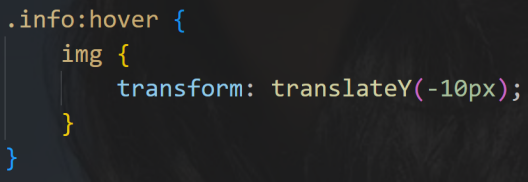 .info:hover {
    img {
        transform: translateY(-10px);
    }
}